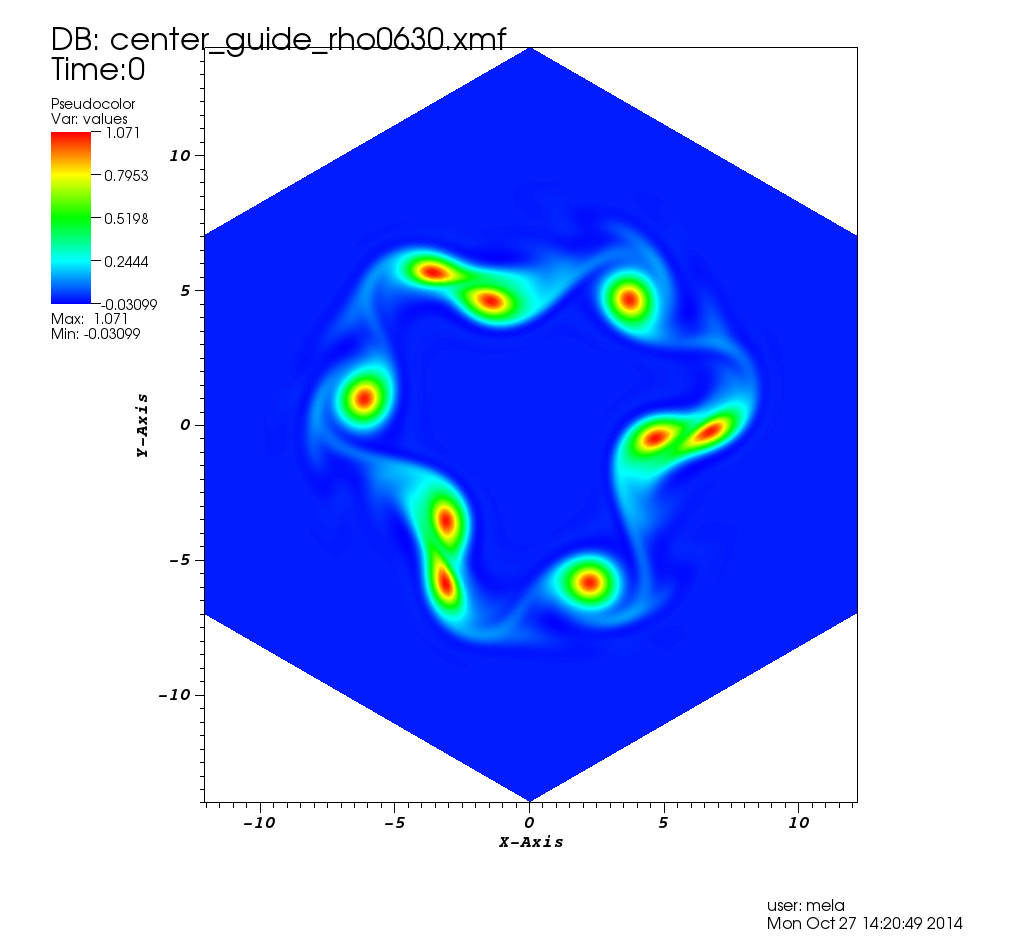 DB: center_guide_rho0630.xmf
Time:0
Pseudocolor
Var: values
1.071
0.7953
0.5198
0.2444
-0.03099
Max: 1.071
Min: -0.03099
10
5
0
-5
-10
Y-Axis
-10 -5 0 5 10
X-Axis
user: mela
Mon Oct 27 14:20:49 2014